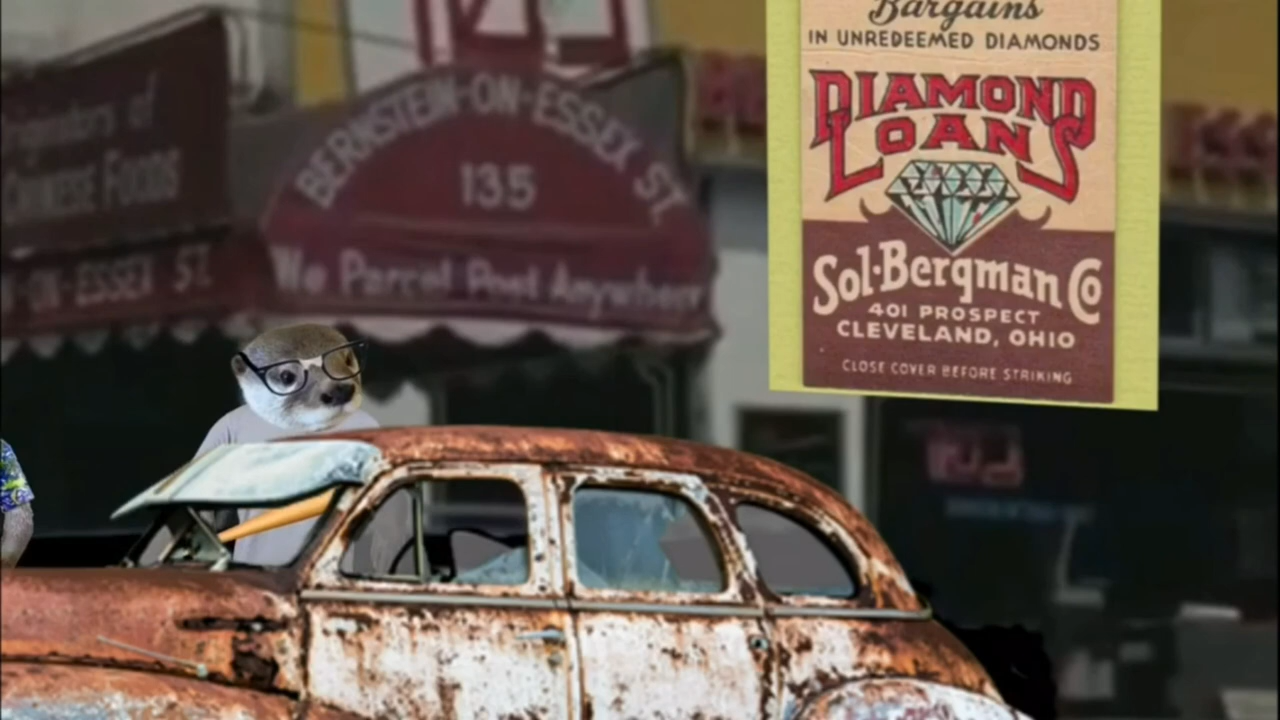 CHINESE FOODS
ON-ESSEX ST.
BERNSTEIN-ON-ESSEX ST.
135
We Parcel Post Anywhere
Bargains
IN UNREDEEMED DIAMONDS
DIAMOND
LOANS
Sol·Bergman Co
401 PROSPECT
CLEVELAND, OHIO
CLOSE COVER BEFORE STRIKING